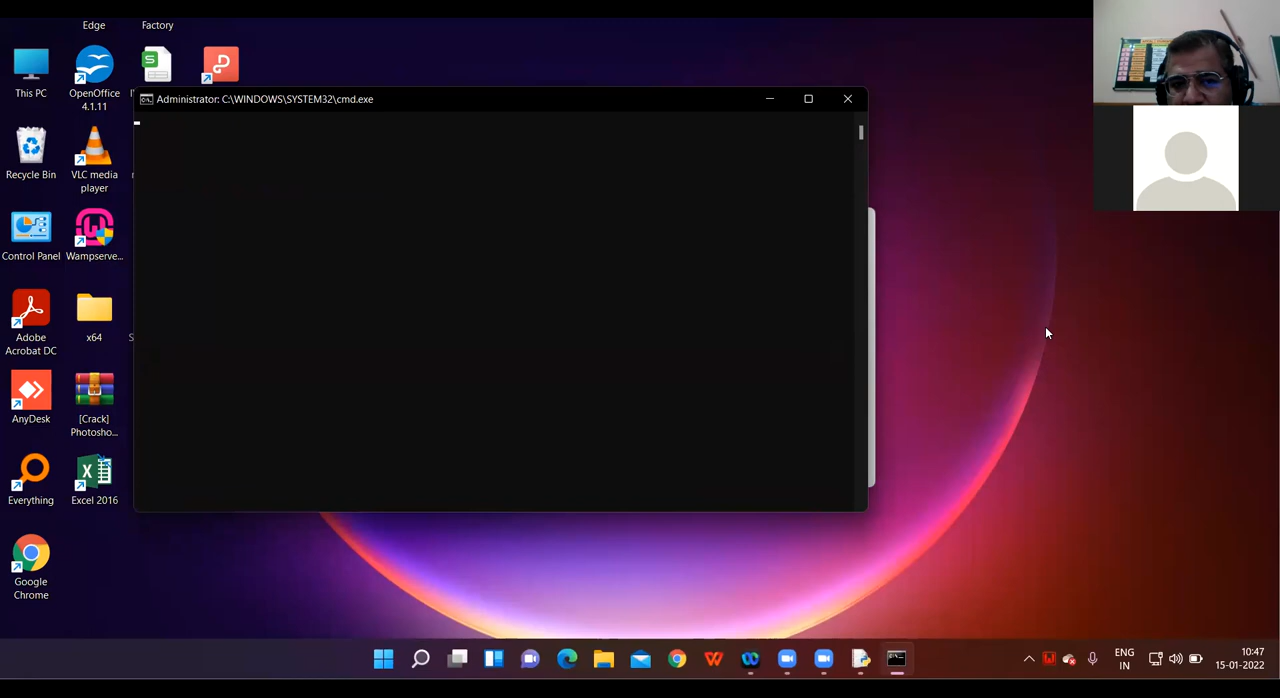 Edge
Factory
This PC
OpenOffice
4.1.11
Administrator: C:\WINDOWS\SYSTEM32\cmd.exe
Recycle Bin
VLC media
player
Control Panel
Wampserve...
Adobe
Acrobat DC
x64
AnyDesk
[Crack]
Photosho...
Everything
Excel 2016
Google
Chrome
ENG
IN
10:47
15-01-2022